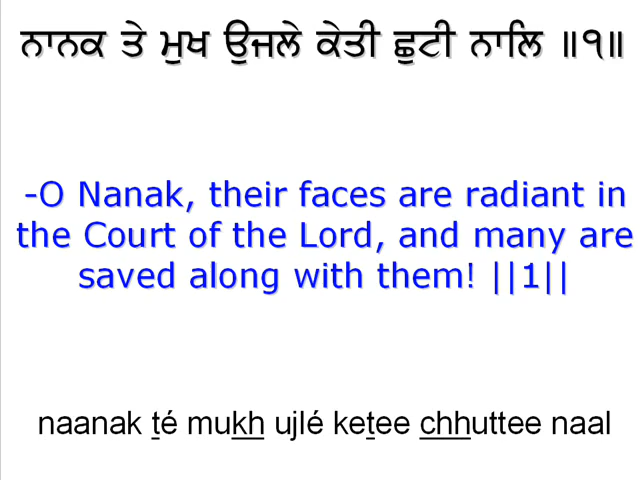 ਨਾਨਕ ਤੇ ਮੁਖ ਉਜਲੇ ਕੇਤੀ ਛੁਟੀ ਨਾਲਿ ॥੧॥
-O Nanak, their faces are radiant in
the Court of the Lord, and many are
saved along with them! ||1||
naanak té mukh ujlé ketee chhuttee naal